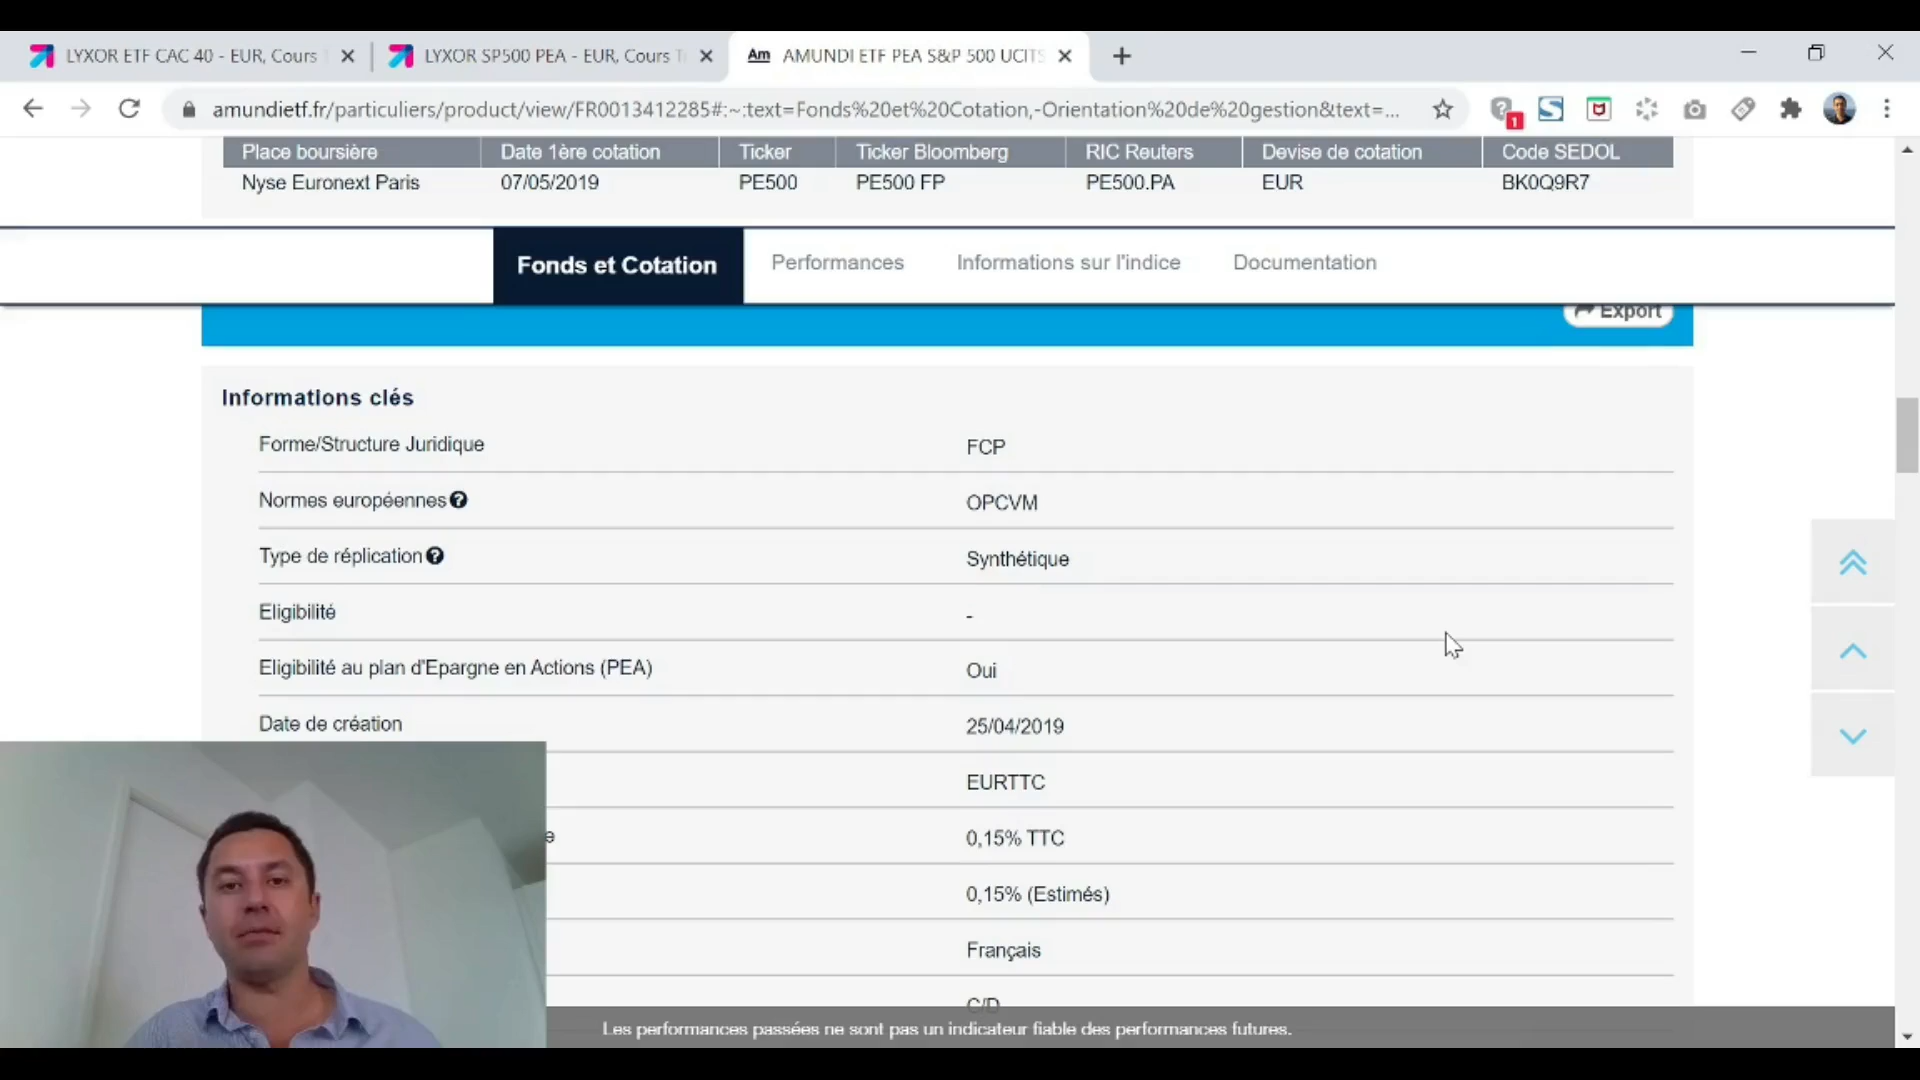 LYXOR ETF CAC 40 - EUR, Cours
LYXOR SP500 PEA - EUR, Cours
Am AMUNDI ETF PEA S&P 500 UCITS
amundietf.fr/particuliers/product/view/FR0013412285#:~:text=Fonds%20et%20Cotation,-Orientation%20de%20gestion&text=...
1
Place boursière Date 1ère cotation Ticker Ticker Bloomberg RIC Reuters Devise de cotation Code SEDOL
Nyse Euronext Paris 07/05/2019 PE500 PE500 FP PE500.PA EUR BK0Q9R7
Fonds et Cotation Performances Informations sur l'indice Documentation
Export
Informations clés
Forme/Structure Juridique FCP
Normes européennes OPCVM
Type de réplication Synthétique
Eligibilité -
Eligibilité au plan d'Epargne en Actions (PEA) Oui
Date de création 25/04/2019
EURTTC
e 0,15% TTC
0,15% (Estimés)
Français
C/D
Les performances passées ne sont pas un indicateur fiable des performances futures.